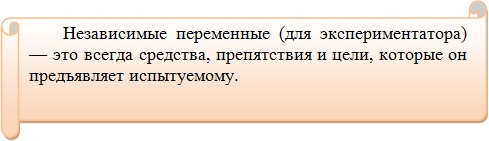 Независимые переменные (для экспериментатора)
— это всегда средства, препятствия и цели, которые он
предъявляет испытуемому.